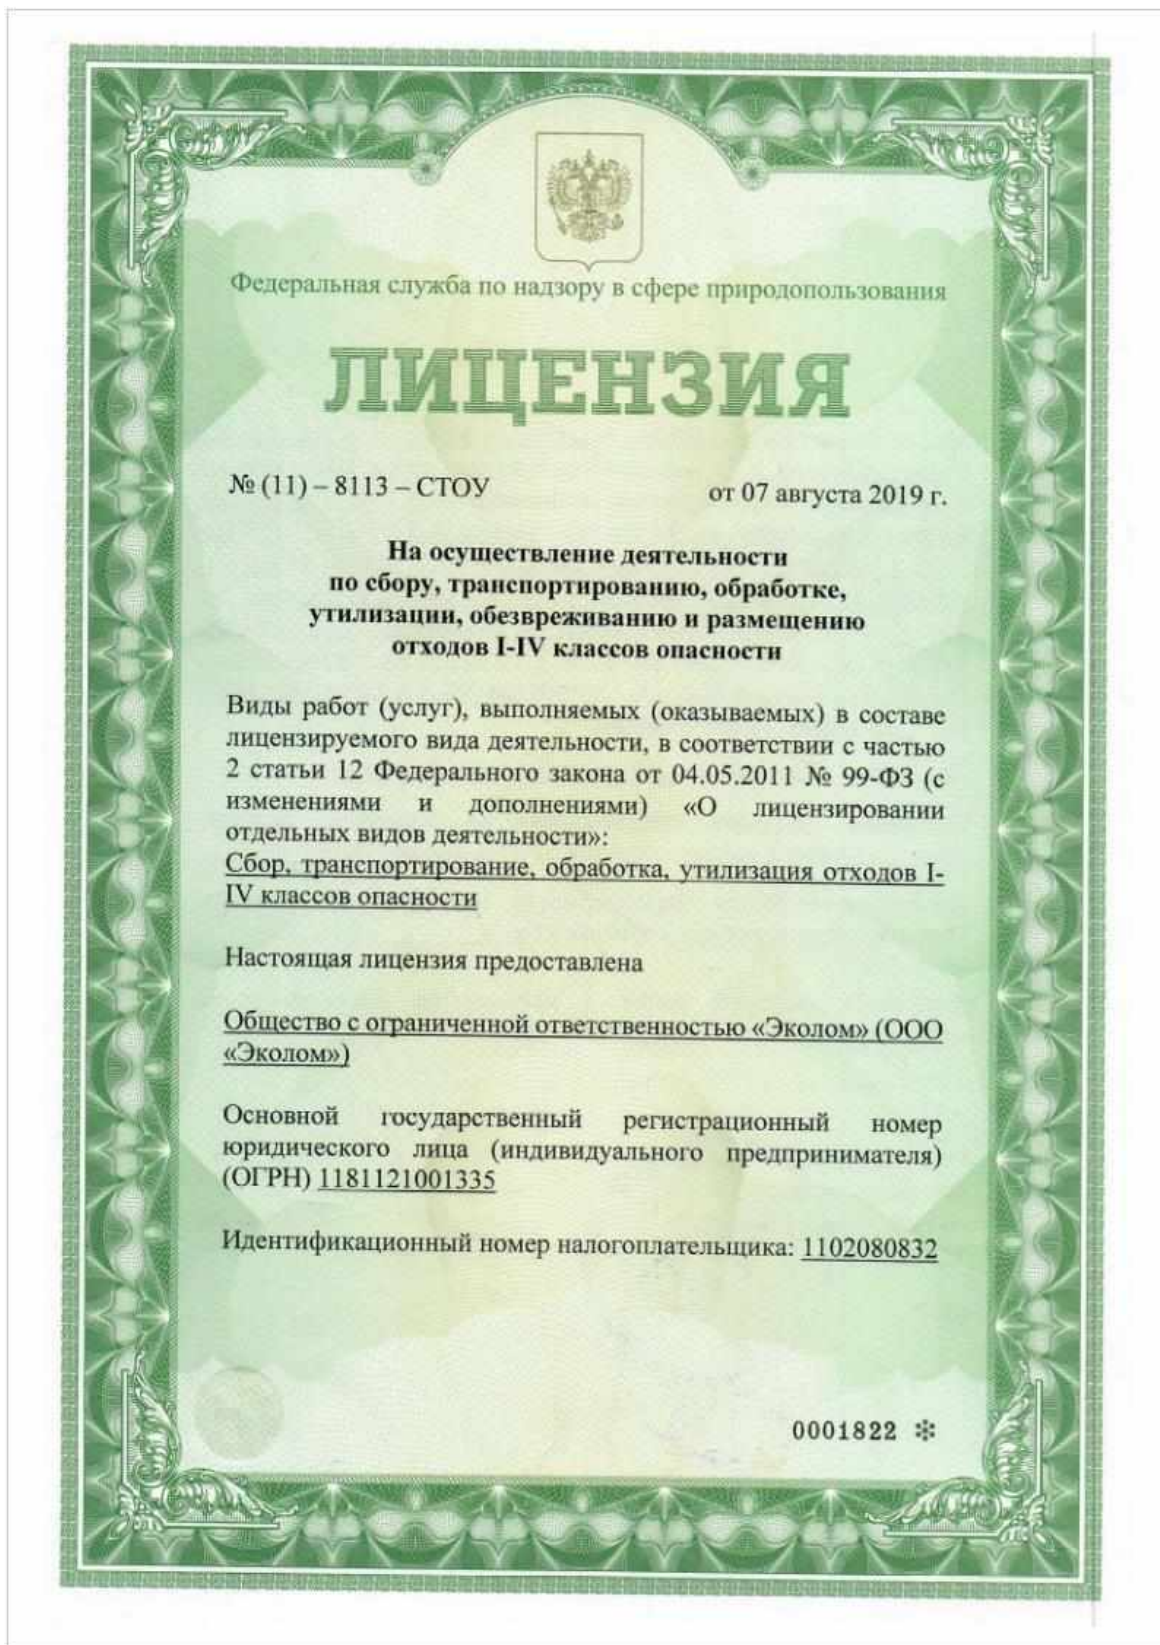 Федеральная служба по надзору в сфере природопользования
ЛИЦЕНЗИЯ
№ (11) – 8113 – СТОУ от 07 августа 2019 г.
На осуществление деятельности
по сбору, транспортированию, обработке,
утилизации, обезвреживанию и размещению
отходов I-IV классов опасности
Виды работ (услуг), выполняемых (оказываемых) в составе
лицензируемого вида деятельности, в соответствии с частью
2 статьи 12 Федерального закона от 04.05.2011 № 99-ФЗ (с
изменениями и дополнениями) «О лицензировании
отдельных видов деятельности»:
Сбор, транспортирование, обработка, утилизация отходов I-
IV классов опасности
Настоящая лицензия предоставлена
Общество с ограниченной ответственностью «Эколом» (ООО
«Эколом»)
Основной государственный регистрационный номер
юридического лица (индивидуального предпринимателя)
(ОГРН) 1181121001335
Идентификационный номер налогоплательщика: 1102080832
0001822 ✻